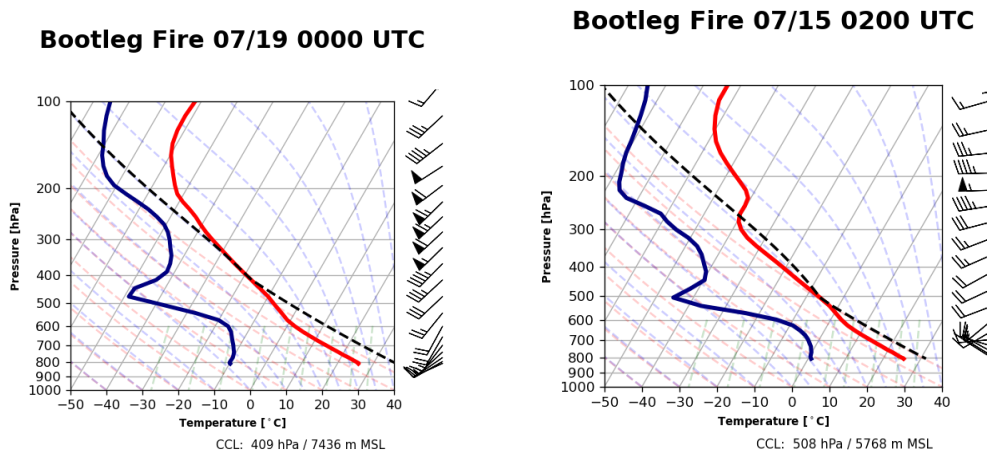 Bootleg Fire 07/19 0000 UTC
100
200
300
400
500
600
700
800
900
1000
Pressure [hPa]
−50 −40 −30 −20 −10 0 10 20 30 40
Temperature [°C]
CCL:  409 hPa / 7436 m MSL
Bootleg Fire 07/15 0200 UTC
100
200
300
400
500
600
700
800
900
1000
Pressure [hPa]
−50 −40 −30 −20 −10 0 10 20 30 40
Temperature [°C]
CCL:  508 hPa / 5768 m MSL